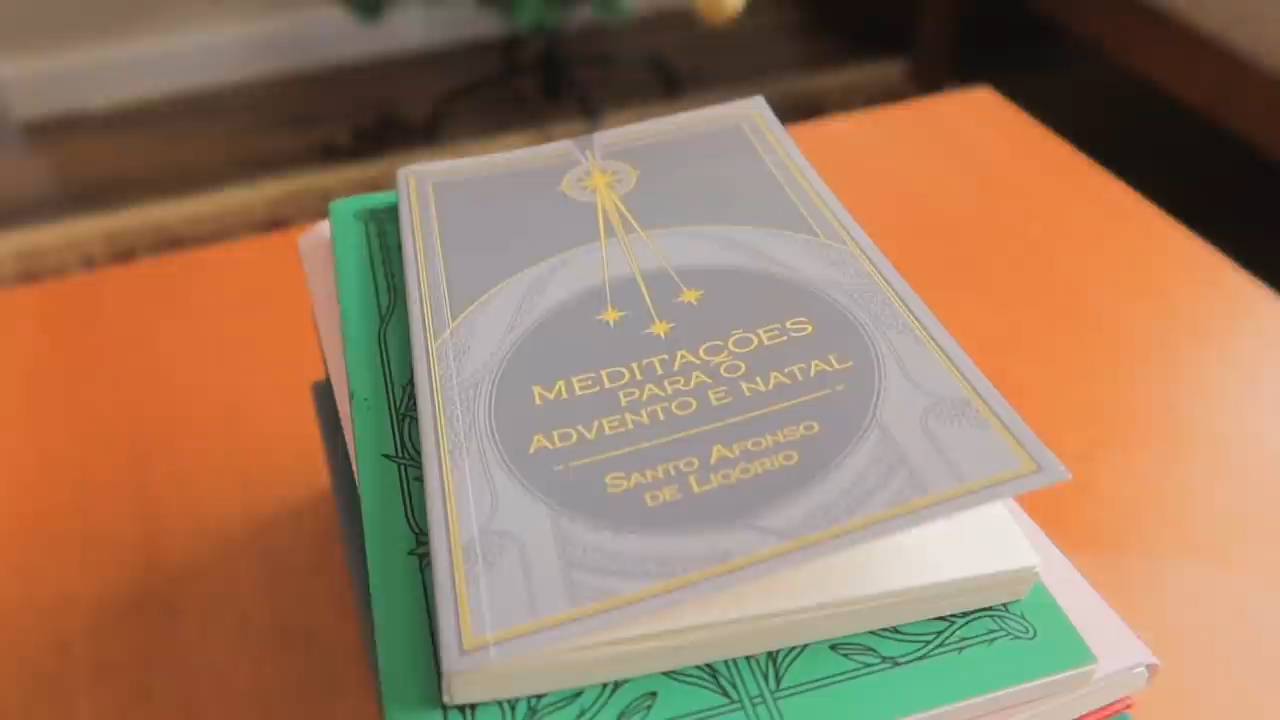 MEDITAÇÕES
PARA O
ADVENTO E NATAL
SANTO AFONSO
DE LIGÓRIO